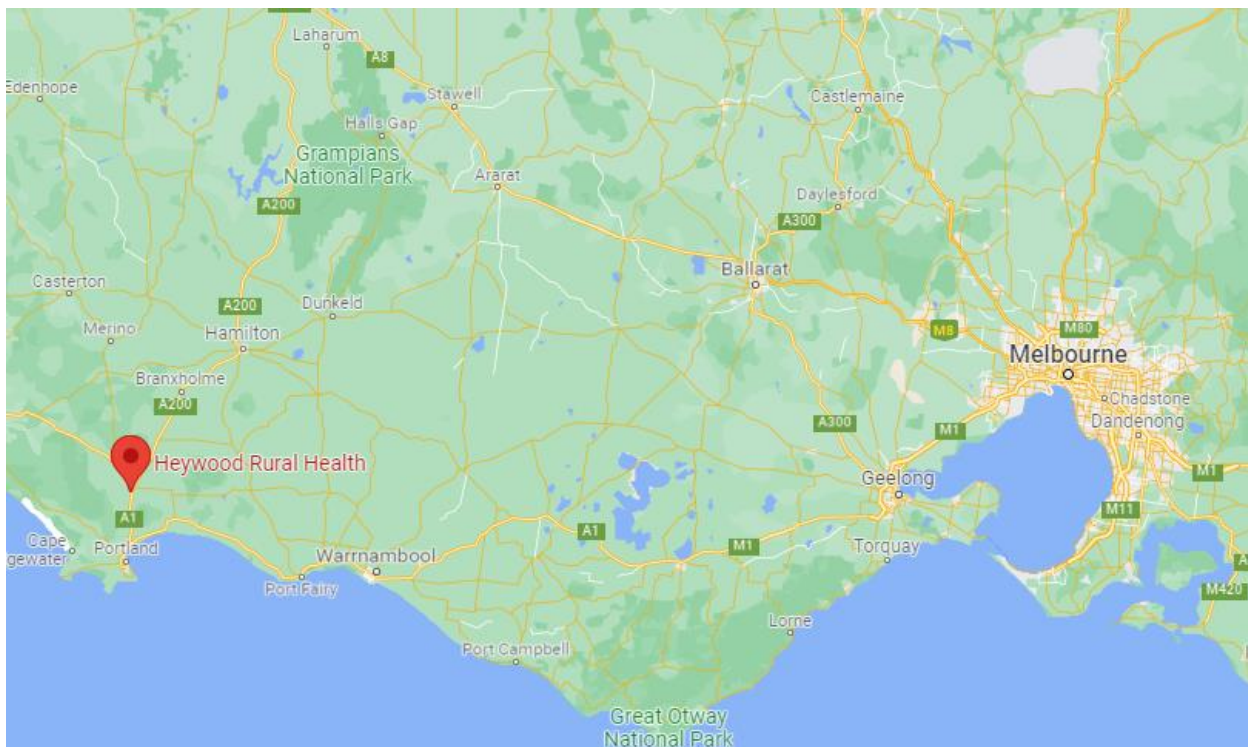 Laharum
A8
Edenhope
Stawell
Castlemaine
Halls Gap
Grampians
National Park
Ararat
Daylesford
A200
A300
Ballarat
Casterton
A200
Dunkeld
Merino
Hamilton
M8
M80
Melbourne
Branxholme
A200
Chadstone
A300
M1
Dandenong
Heywood Rural Health
Geelong
M1
A1
A1
M11
Cape
gewater
Portland
Warrnambool
M1
Torquay
Port Fairy
M420
Lorne
Port Campbell
Great Otway
National Park